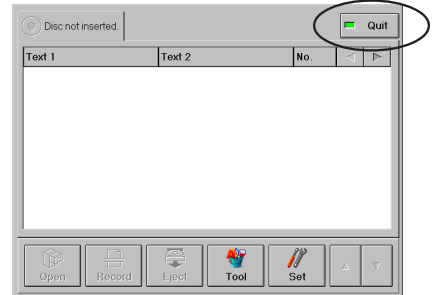 Disc not inserted.
Quit
Text 1 Text 2 No.
Open Record Eject Tool Set